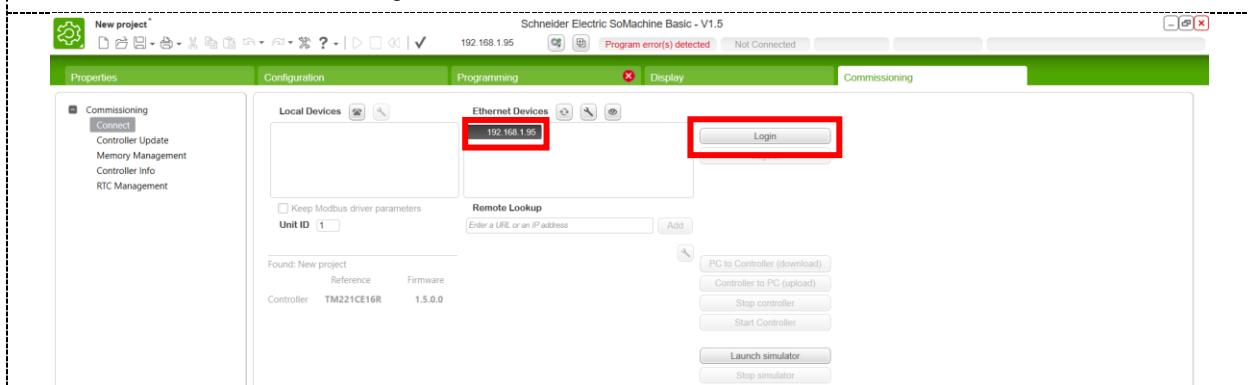 New project*
Schneider Electric SoMachine Basic - V1.5
192.168.1.95
Program error(s) detected
Not Connected
Properties
Configuration
Programming
Display
Commissioning
Commissioning
Connect
Controller Update
Memory Management
Controller Info
RTC Management
Local Devices
Ethernet Devices
192.168.1.95
Login
Keep Modbus driver parameters
Unit ID 1
Remote Lookup
Enter a URL or an IP address
Add
Found: New project
Reference Firmware
Controller TM221CE16R 1.5.0.0
PC to Controller (download)
Controller to PC (upload)
Stop controller
Start Controller
Launch simulator
Stop simulator